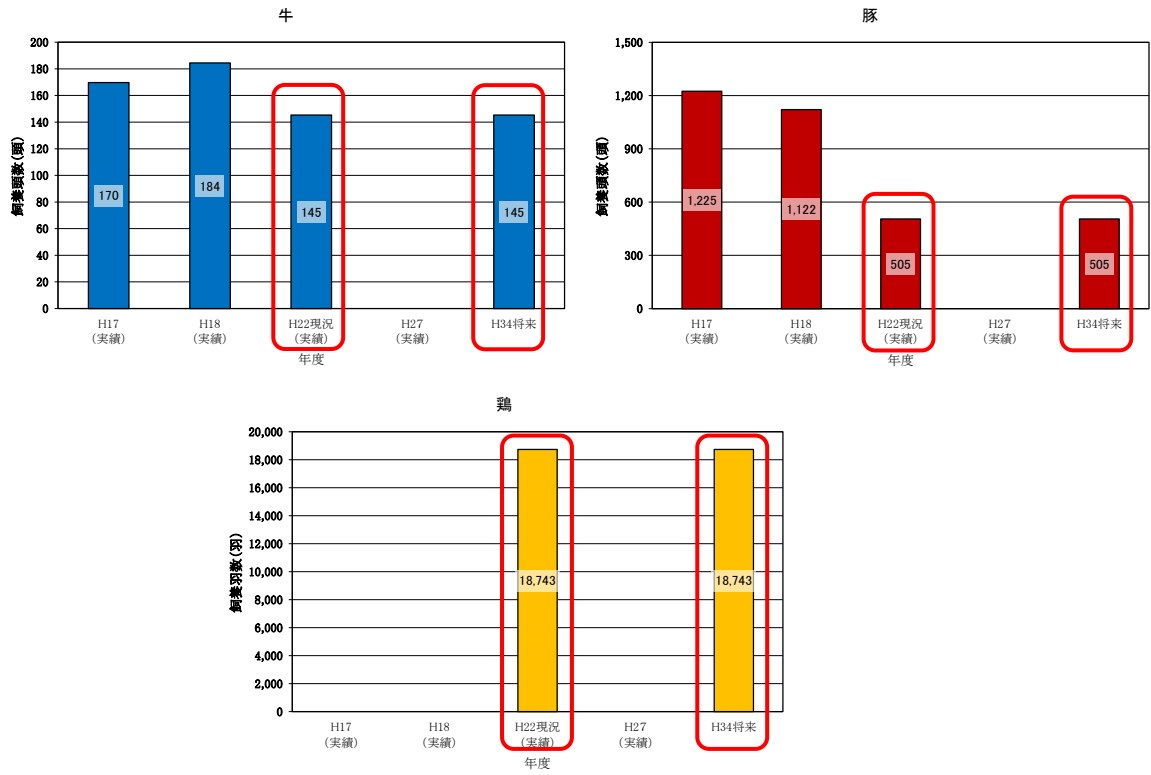 牛
200
180
160
140
120
100
80
60
40
20
0
飼養頭数(頭)
170
184
145
145
H17
(実績)
H18
(実績)
H22現況
(実績)
H27
(実績)
H34将来
年度
豚
1,500
1,200
900
600
300
0
飼養頭数(頭)
1,225
1,122
505
505
H17
(実績)
H18
(実績)
H22現況
(実績)
H27
(実績)
H34将来
年度
鶏
20,000
18,000
16,000
14,000
12,000
10,000
8,000
6,000
4,000
2,000
0
飼養羽数(羽)
18,743
18,743
H17
(実績)
H18
(実績)
H22現況
(実績)
H27
(実績)
H34将来
年度